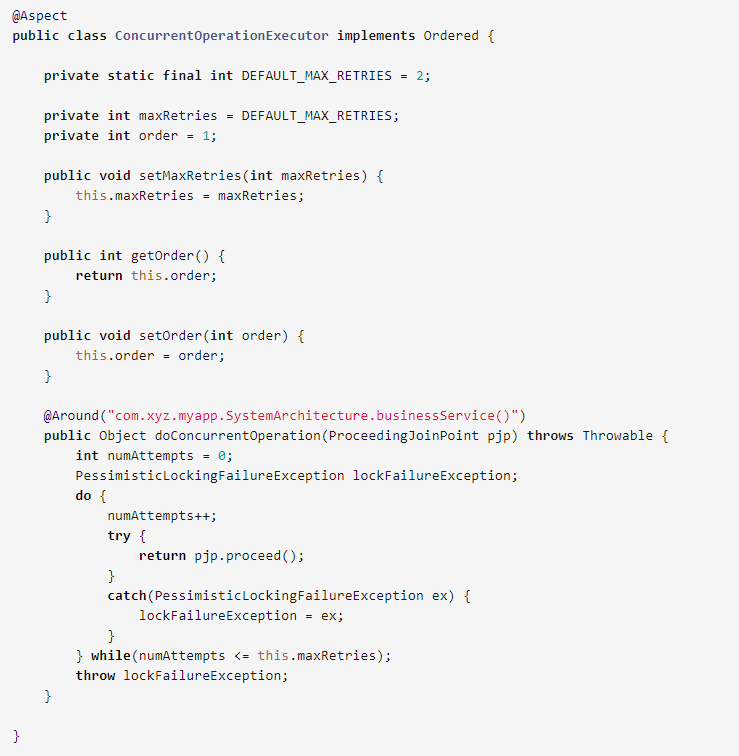 @Aspect
public class ConcurrentOperationExecutor implements Ordered {
private static final int DEFAULT_MAX_RETRIES = 2;
private int maxRetries = DEFAULT_MAX_RETRIES;
private int order = 1;
public void setMaxRetries(int maxRetries) {
this.maxRetries = maxRetries;
}
public int getOrder() {
return this.order;
}
public void setOrder(int order) {
this.order = order;
}
@Around("com.xyz.myapp.SystemArchitecture.businessService()")
public Object doConcurrentOperation(ProceedingJoinPoint pjp) throws Throwable {
int numAttempts = 0;
PessimisticLockingFailureException lockFailureException;
do {
numAttempts++;
try {
return pjp.proceed();
}
catch(PessimisticLockingFailureException ex) {
lockFailureException = ex;
}
} while(numAttempts <= this.maxRetries);
throw lockFailureException;
}
}